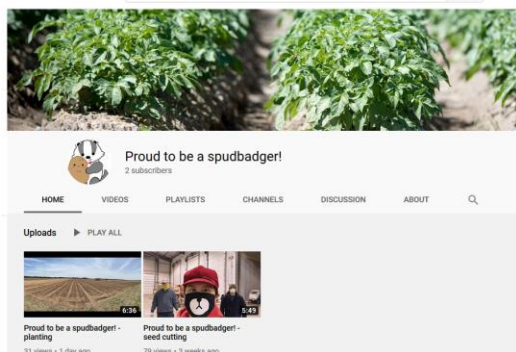 Proud to be a spudbadger!
2 subscribers
HOME VIDEOS PLAYLISTS CHANNELS DISCUSSION ABOUT
Uploads PLAY ALL
6:36 5:49
Proud to be a spudbadger! - Proud to be a spudbadger! -
planting seed cutting
31 views • 1 day ago 79 views • 3 weeks ago